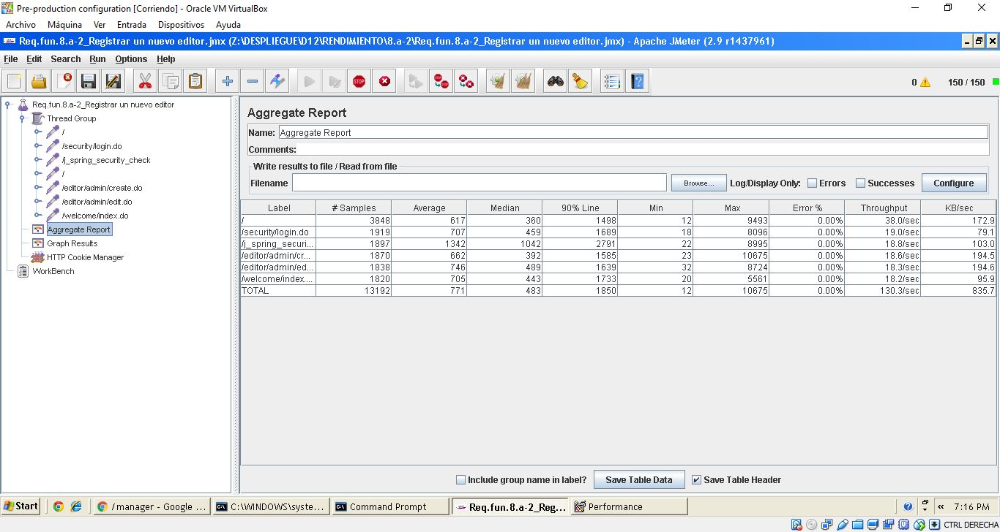 Pre-production configuration [Corriendo] - Oracle VM VirtualBox
Archivo Máquina Ver Entrada Dispositivos Ayuda
Req.fun.8.a-2_Registrar un nuevo editor.jmx (Z:\DESPLIEGUE\D12\RENDIMIENTO\8.a-2\Req.fun.8.a-2_Registrar un nuevo editor.jmx) - Apache JMeter (2.9 r1437961)
File Edit Search Run Options Help
STOP 0 150 / 150
Req.fun.8.a-2_Registrar un nuevo editor
Thread Group
/
/security/login.do
/j_spring_security_check
/
/editor/admin/create.do
/editor/admin/edit.do
/welcome/index.do
Aggregate Report
Graph Results
HTTP Cookie Manager
WorkBench
Aggregate Report
Name: Aggregate Report
Comments:
Write results to file / Read from file
Filename Browse... Log/Display Only: Errors Successes Configure
Label # Samples Average Median 90% Line Min Max Error % Throughput KB/sec
/ 3848 617 360 1498 12 9493 0.00% 38.0/sec 172.9
/security/login.do 1919 707 459 1689 18 8096 0.00% 19.0/sec 79.1
/j_spring_securi... 1897 1342 1042 2791 22 8995 0.00% 18.8/sec 103.0
/editor/admin/cr... 1870 662 392 1585 23 10675 0.00% 18.6/sec 194.5
/editor/admin/ed... 1838 746 489 1639 32 8724 0.00% 18.3/sec 194.6
/welcome/index.... 1820 705 443 1733 20 5561 0.00% 18.2/sec 95.9
TOTAL 13192 771 483 1850 12 10675 0.00% 130.3/sec 835.7
Include group name in label? Save Table Data Save Table Header
Start /manager - Google ... C:\WINDOWS\syste... Command Prompt Req.fun.8.a-2_Reg... Performance « 7:16 PM
CTRL DERECHA